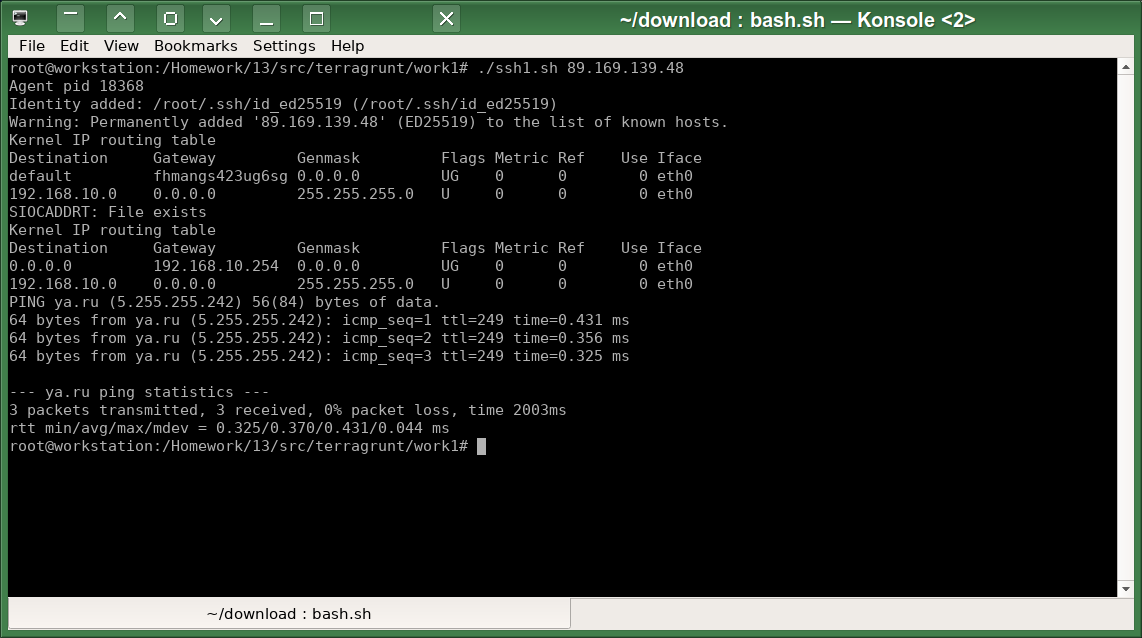 ~/download : bash.sh — Konsole <2>
File Edit View Bookmarks Settings Help
root@workstation:/Homework/13/src/terragrunt/work1# ./ssh1.sh 89.169.139.48
Agent pid 18368
Identity added: /root/.ssh/id_ed25519 (/root/.ssh/id_ed25519)
Warning: Permanently added '89.169.139.48' (ED25519) to the list of known hosts.
Kernel IP routing table
Destination     Gateway         Genmask         Flags Metric Ref    Use Iface
default         fhmangs423ug6sg 0.0.0.0         UG    0      0        0 eth0
192.168.10.0    0.0.0.0         255.255.255.0   U     0      0        0 eth0
SIOCADDRT: File exists
Kernel IP routing table
Destination     Gateway         Genmask         Flags Metric Ref    Use Iface
0.0.0.0         192.168.10.254  0.0.0.0         UG    0      0        0 eth0
192.168.10.0    0.0.0.0         255.255.255.0   U     0      0        0 eth0
PING ya.ru (5.255.255.242) 56(84) bytes of data.
64 bytes from ya.ru (5.255.255.242): icmp_seq=1 ttl=249 time=0.431 ms
64 bytes from ya.ru (5.255.255.242): icmp_seq=2 ttl=249 time=0.356 ms
64 bytes from ya.ru (5.255.255.242): icmp_seq=3 ttl=249 time=0.325 ms
--- ya.ru ping statistics ---
3 packets transmitted, 3 received, 0% packet loss, time 2003ms
rtt min/avg/max/mdev = 0.325/0.370/0.431/0.044 ms
root@workstation:/Homework/13/src/terragrunt/work1#
~/download : bash.sh